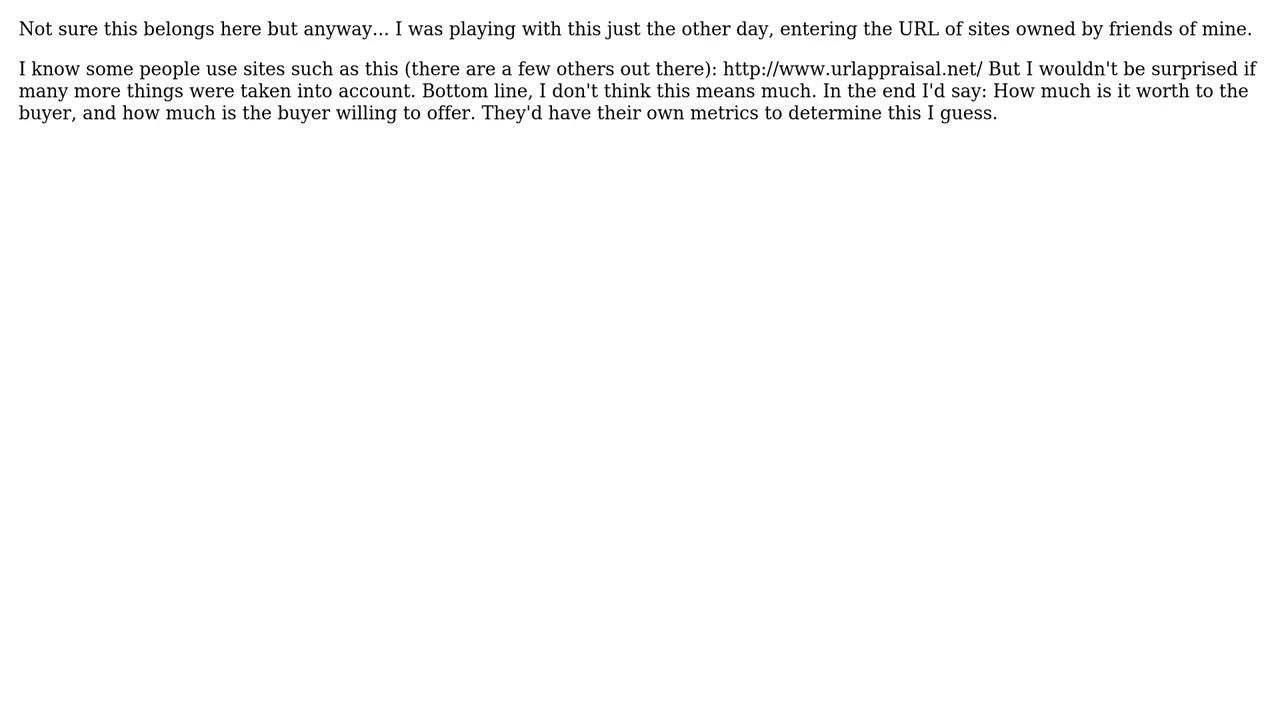 Not sure this belongs here but anyway... I was playing with this just the other day, entering the URL of sites owned by friends of mine.
I know some people use sites such as this (there are a few others out there): http://www.urlappraisal.net/ But I wouldn't be surprised if
many more things were taken into account. Bottom line, I don't think this means much. In the end I'd say: How much is it worth to the
buyer, and how much is the buyer willing to offer. They'd have their own metrics to determine this I guess.